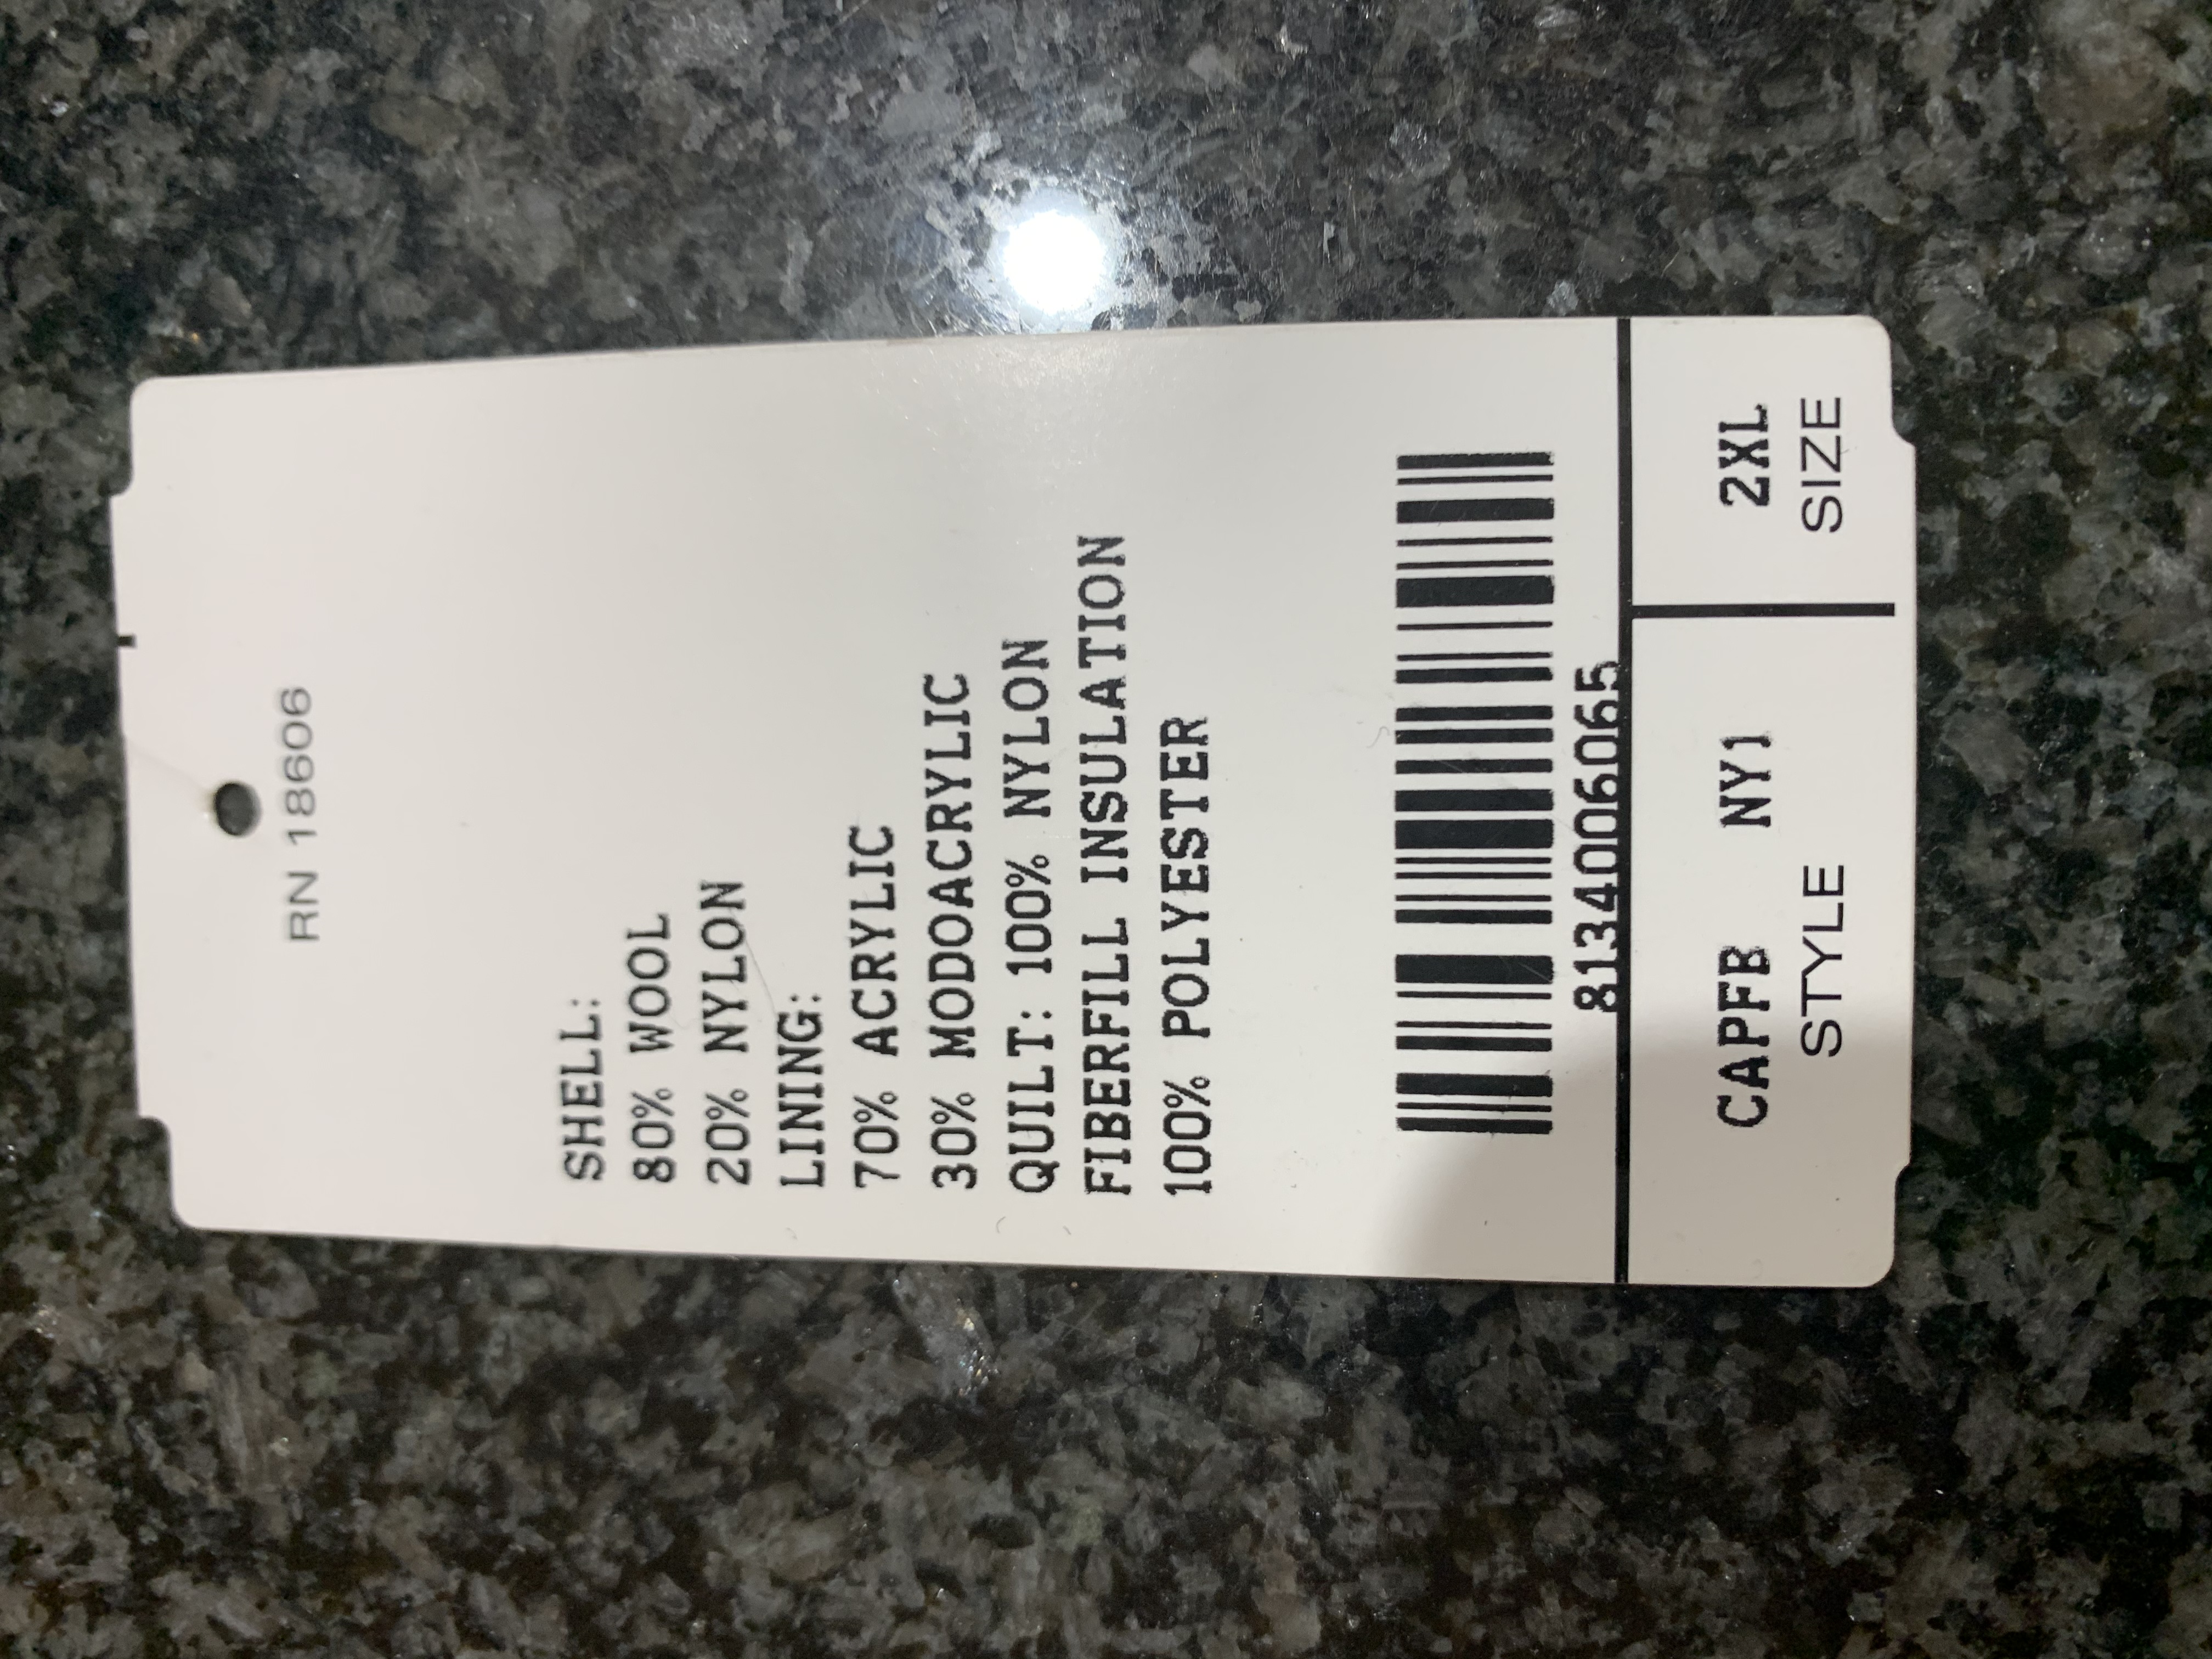 RN 18606
SHELL:
80% WOOL
20% NYLON
LINING:
70% ACRYLIC
30% MODOACRYLIC
QUILT: 100% NYLON
FIBERFILL INSULATION
100% POLYESTER
813400606065
CAPFB NY1 2XL
STYLE SIZE